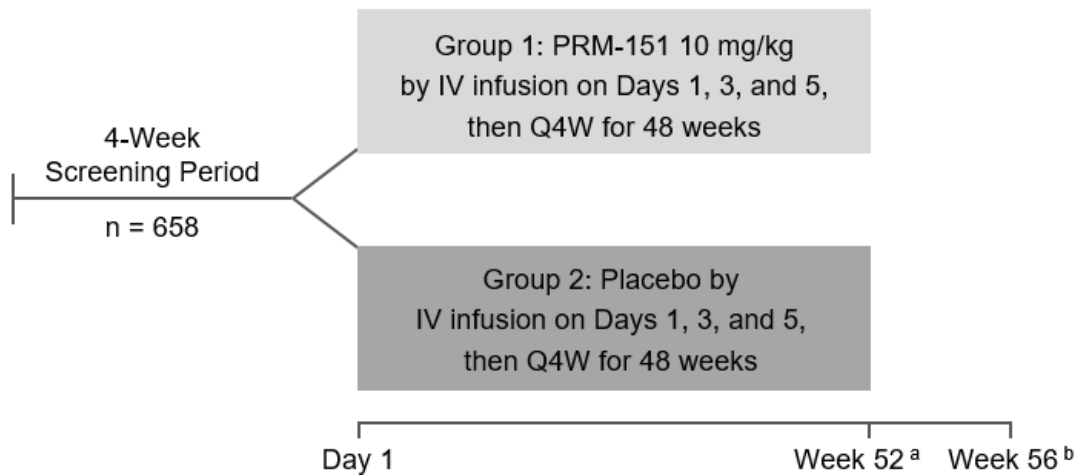 4-Week
Screening Period
n = 658
Group 1: PRM-151 10 mg/kg
by IV infusion on Days 1, 3, and 5,
then Q4W for 48 weeks
Group 2: Placebo by
IV infusion on Days 1, 3, and 5,
then Q4W for 48 weeks
Day 1
Week 52 a
Week 56 b